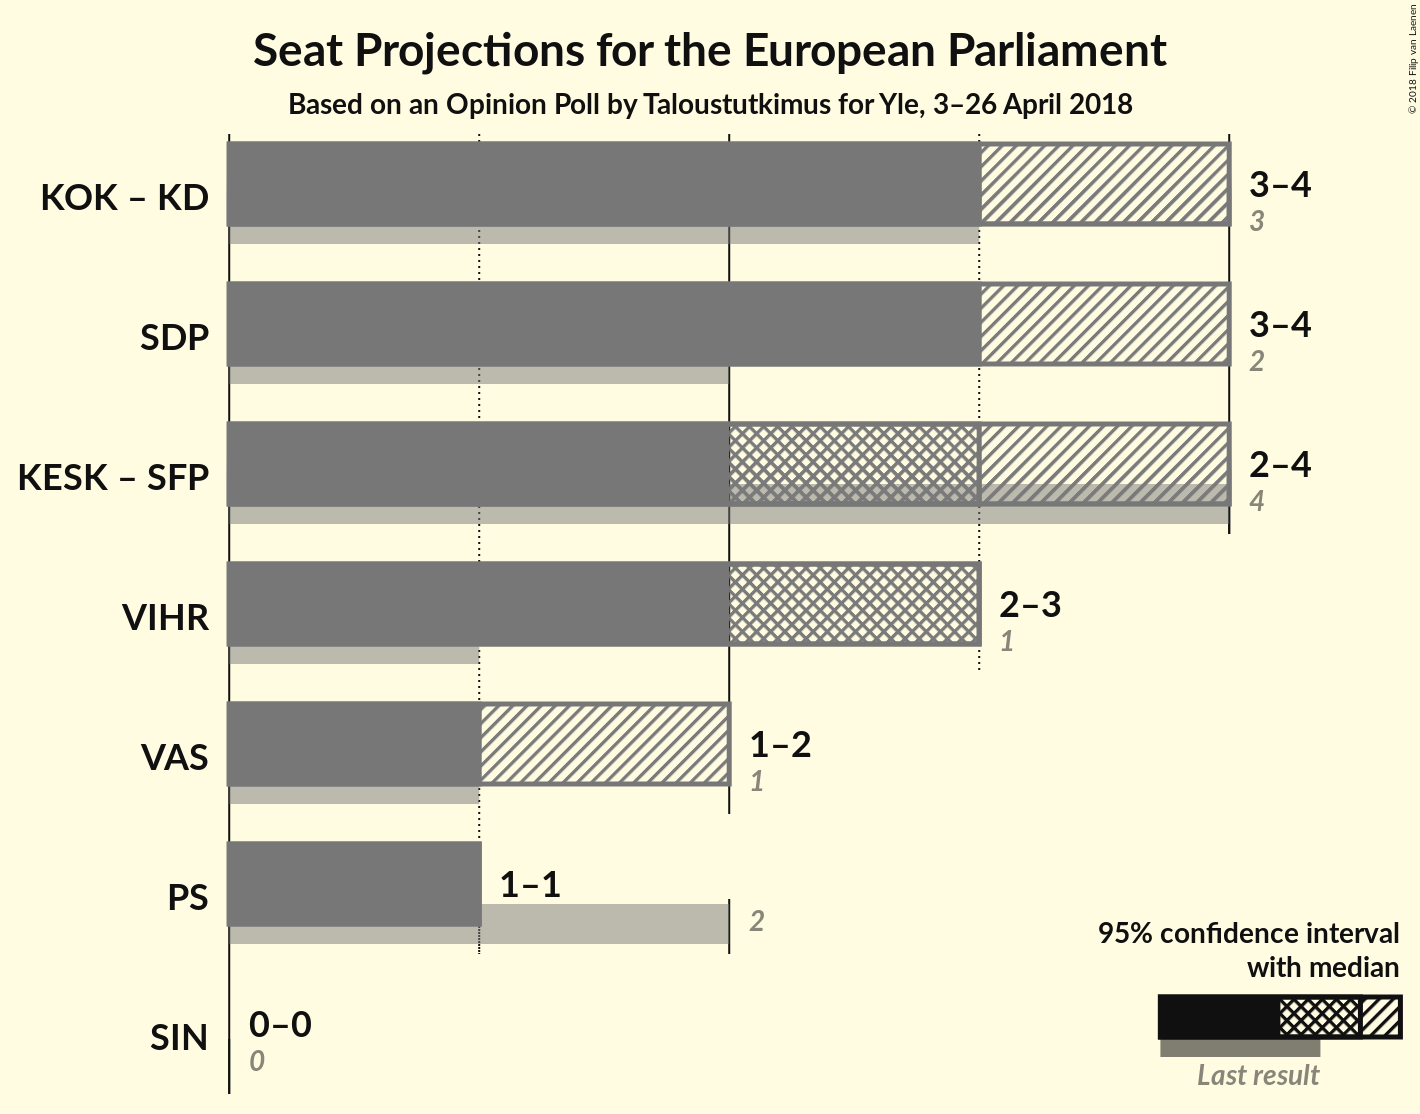 Seat Projections for the European Parliament
Based on an Opinion Poll by Taloustutkimus for Yle, 3–26 April 2018
© 2018 Filip van Laenen
KOK – KD
3–4
3
SDP
3–4
2
KESK – SFP
2–4
4
VIHR
2–3
1
VAS
1–2
1
PS
1–1
2
SIN
0–0
0
95% confidence interval
with median
Last result